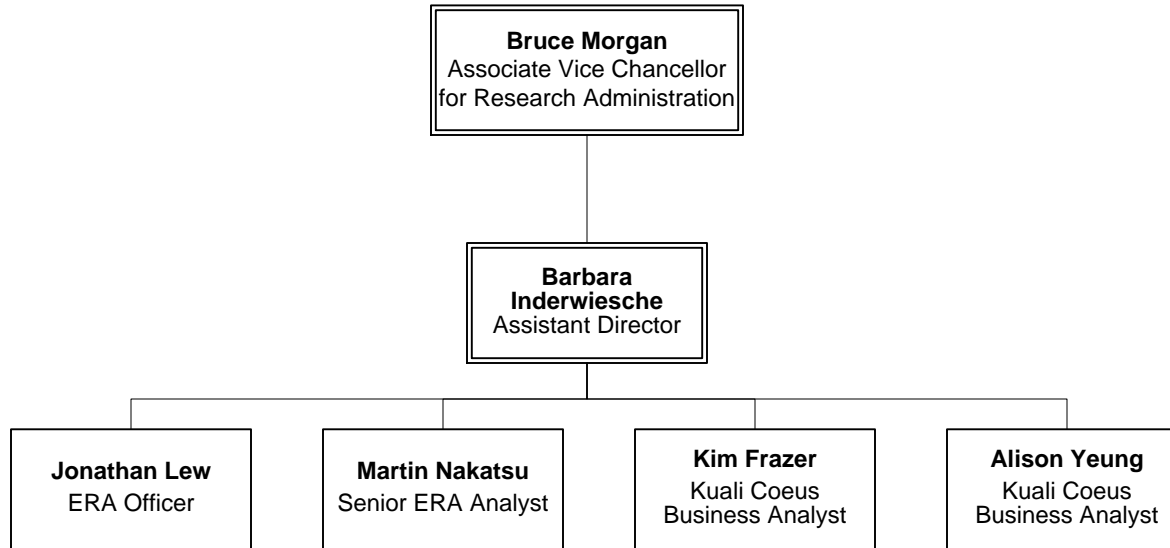 Bruce Morgan
Associate Vice Chancellor
for Research Administration
Barbara
Inderwiesche
Assistant Director
Jonathan Lew
ERA Officer
Martin Nakatsu
Senior ERA Analyst
Kim Frazer
Kuali Coeus
Business Analyst
Alison Yeung
Kuali Coeus
Business Analyst